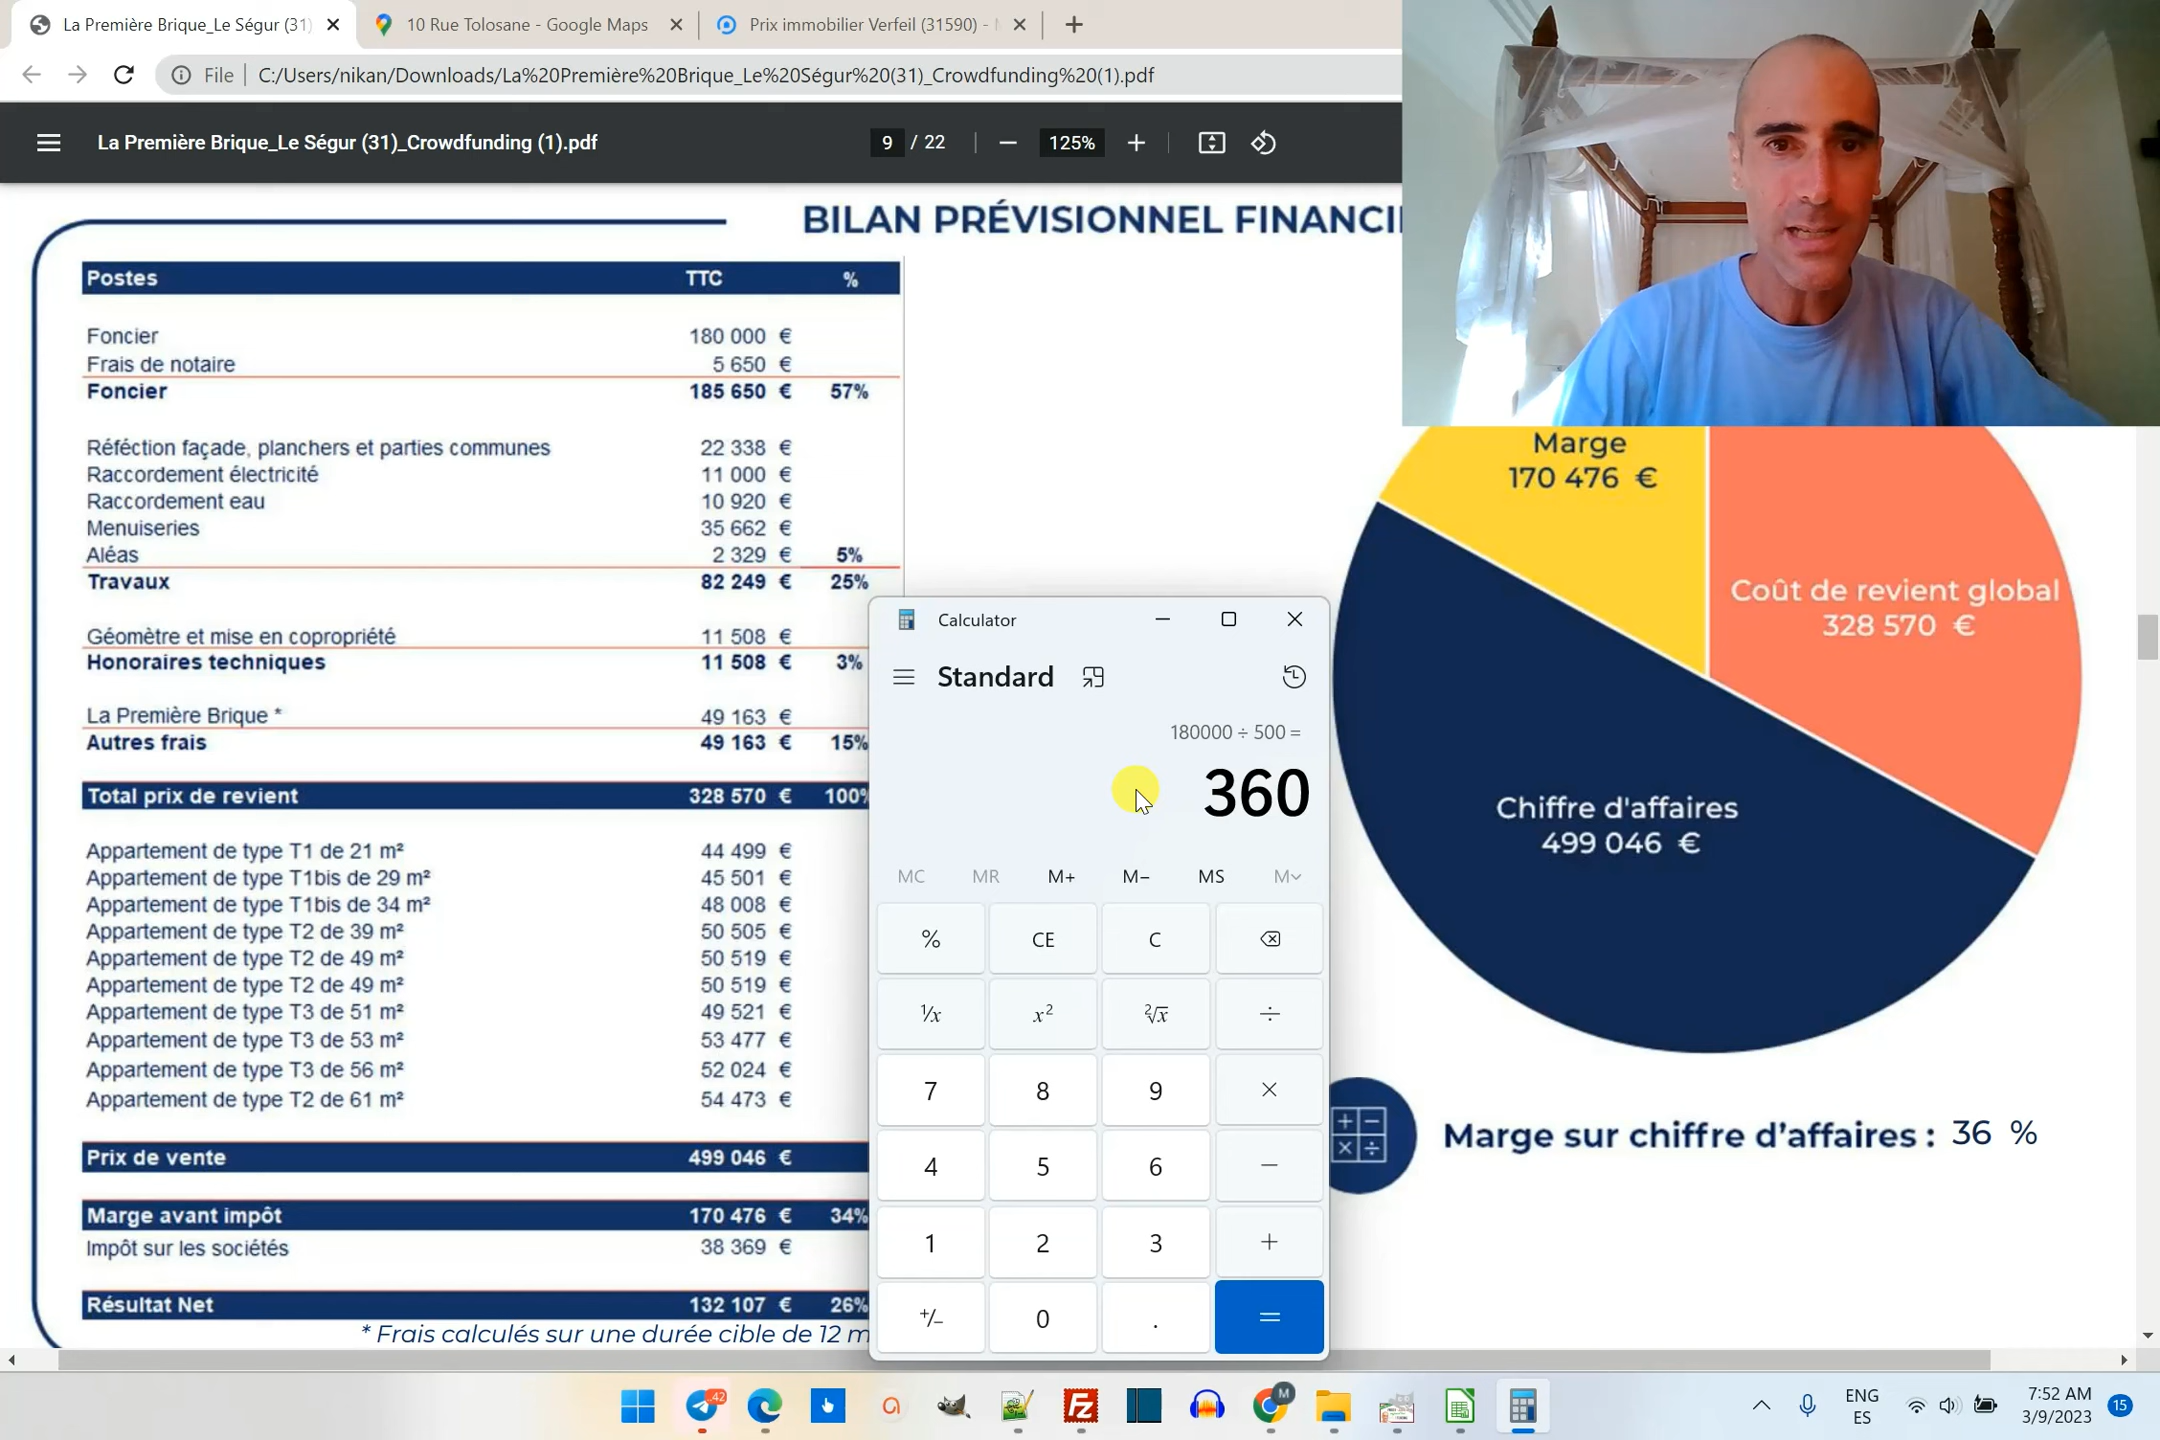 La Première Brique_Le Ségur (31)
10 Rue Tolosane - Google Maps
Prix immobilier Verfeil (31590) -
File
C:/Users/nikan/Downloads/La%20Première%20Brique_Le%20Ségur%20(31)_Crowdfunding%20(1).pdf
La Première Brique_Le Ségur (31)_Crowdfunding (1).pdf
9 / 22
125%
BILAN PRÉVISIONNEL FINANCI
Postes TTC %
Foncier 180 000 €
Frais de notaire 5 650 €
Foncier 185 650 € 57%
Réféction façade, planchers et parties communes 22 338 €
Raccordement électricité 11 000 €
Raccordement eau 10 920 €
Menuiseries 35 662 €
Aléas 2 329 € 5%
Travaux 82 249 € 25%
Géomètre et mise en copropriété 11 508 €
Honoraires techniques 11 508 € 3%
La Première Brique * 49 163 €
Autres frais 49 163 € 15%
Total prix de revient 328 570 € 100%
Appartement de type T1 de 21 m² 44 499 €
Appartement de type T1bis de 29 m² 45 501 €
Appartement de type T1bis de 34 m² 48 008 €
Appartement de type T2 de 39 m² 50 505 €
Appartement de type T2 de 49 m² 50 519 €
Appartement de type T2 de 49 m² 50 519 €
Appartement de type T3 de 51 m² 49 521 €
Appartement de type T3 de 53 m² 53 477 €
Appartement de type T3 de 56 m² 52 024 €
Appartement de type T2 de 61 m² 54 473 €
Prix de vente 499 046 €
Marge avant impôt 170 476 € 34%
Impôt sur les sociétés 38 369 €
Résultat Net 132 107 € 26%
* Frais calculés sur une durée cible de 12 m
Calculator
Standard
180000 ÷ 500 =
360
MC MR M+ M− MS M
% CE C
¹/x x² ²√x ÷
7 8 9 ×
4 5 6 −
1 2 3 +
+/− 0 . =
Marge
170 476 €
Coût de revient global
328 570 €
Chiffre d'affaires
499 046 €
Marge sur chiffre d'affaires : 36 %
42
M
ENG
ES
7:52 AM
3/9/2023
15